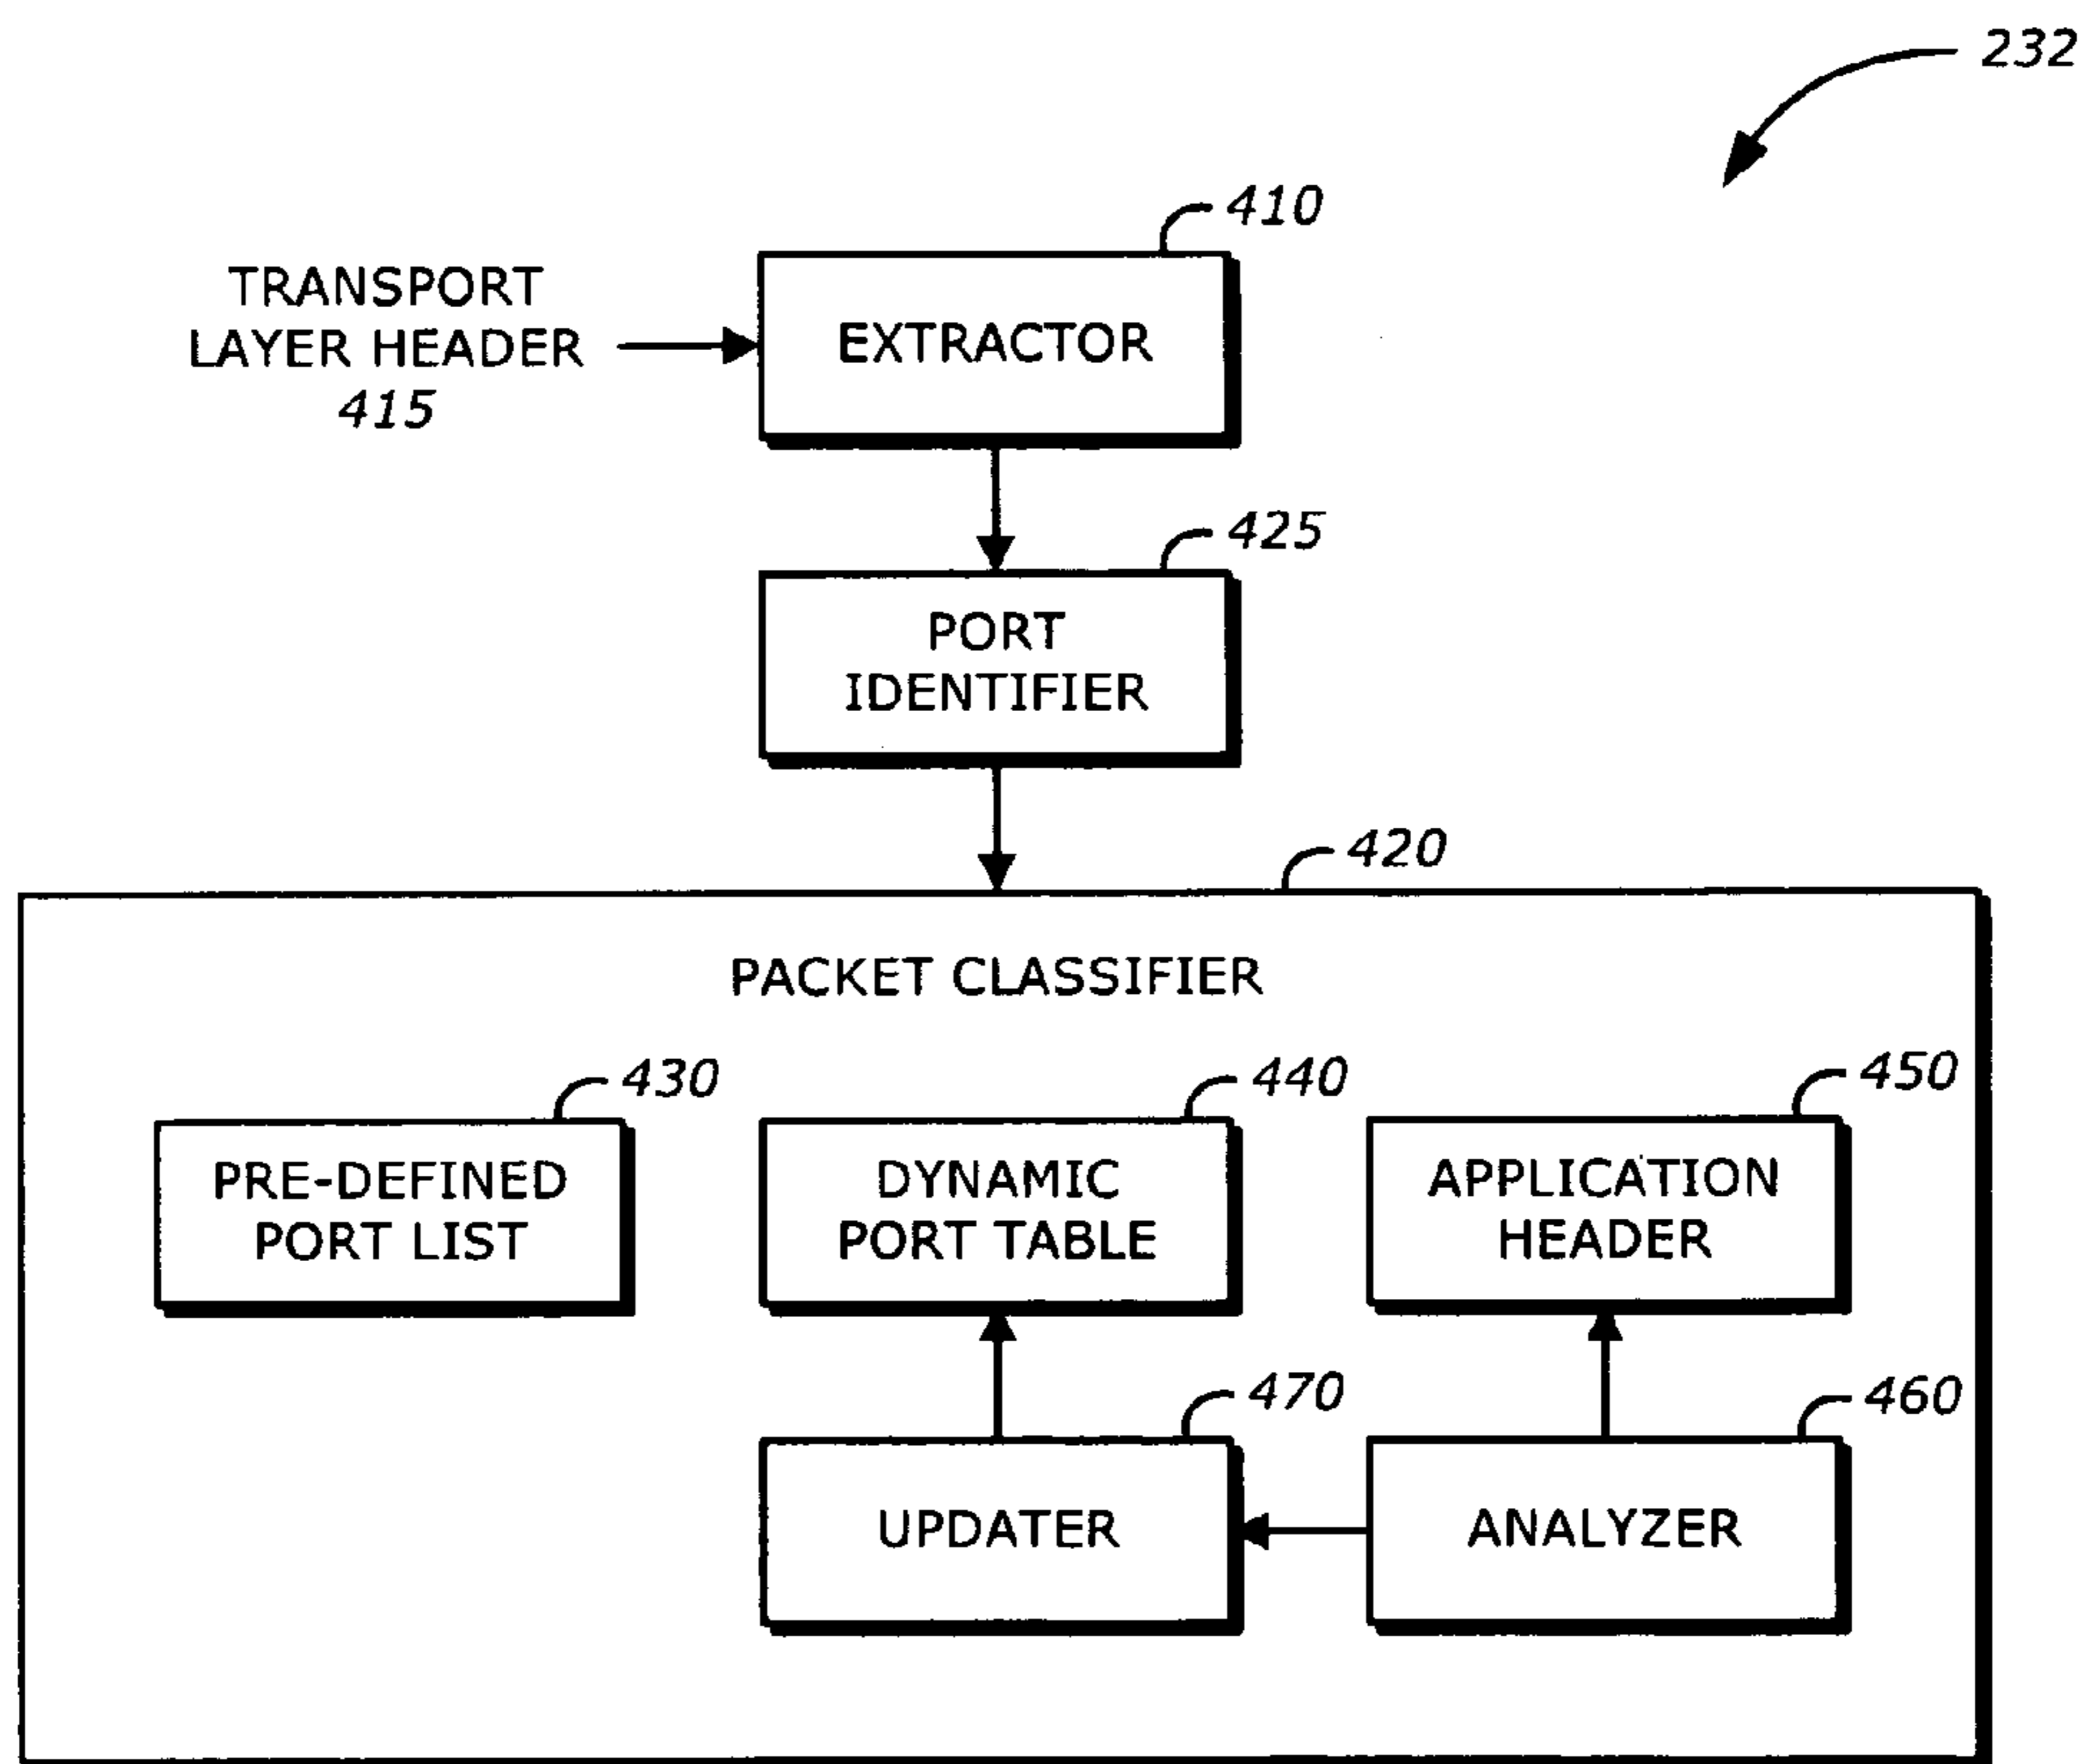 232
410
TRANSPORT
LAYER HEADER
415
EXTRACTOR
425
PORT
IDENTIFIER
420
PACKET CLASSIFIER
430
440
450
PRE-DEFINED
PORT LIST
DYNAMIC
PORT TABLE
APPLICATION
HEADER
470
460
UPDATER
ANALYZER